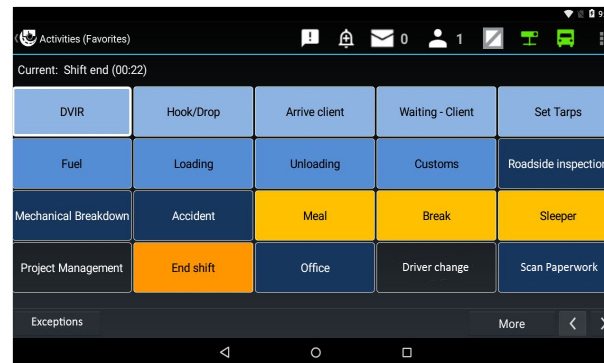 9
Activities (Favorites)
0
1
Current: Shift end (00:22)
DVIR
Hook/Drop
Arrive client
Waiting - Client
Set Tarps
Fuel
Loading
Unloading
Customs
Roadside inspection
Mechanical Breakdown
Accident
Meal
Break
Sleeper
Project Management
End shift
Office
Driver change
Scan Paperwork
Exceptions
More